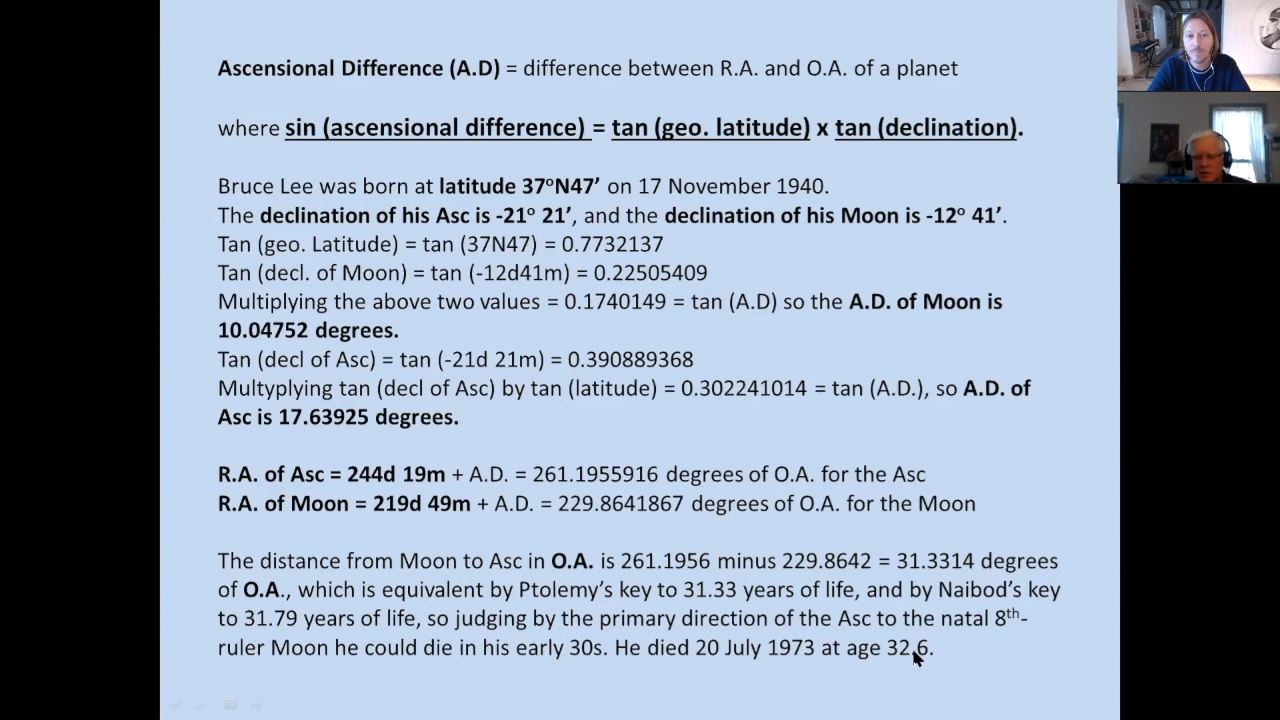 Ascensional Difference (A.D) = difference between R.A. and O.A. of a planet
where sin (ascensional difference) = tan (geo. latitude) x tan (declination).
Bruce Lee was born at latitude 37ºN47’ on 17 November 1940.
The declination of his Asc is -21º 21’, and the declination of his Moon is -12º 41’.
Tan (geo. Latitude) = tan (37N47) = 0.7732137
Tan (decl. of Moon) = tan (-12d41m) = 0.22505409
Multiplying the above two values = 0.1740149 = tan (A.D) so the A.D. of Moon is
10.04752 degrees.
Tan (decl of Asc) = tan (-21d 21m) = 0.390889368
Multyplying tan (decl of Asc) by tan (latitude) = 0.302241014 = tan (A.D.), so A.D. of
Asc is 17.63925 degrees.
R.A. of Asc = 244d 19m + A.D. = 261.1955916 degrees of O.A. for the Asc
R.A. of Moon = 219d 49m + A.D. = 229.8641867 degrees of O.A. for the Moon
The distance from Moon to Asc in O.A. is 261.1956 minus 229.8642 = 31.3314 degrees
of O.A., which is equivalent by Ptolemy’s key to 31.33 years of life, and by Naibod’s key
to 31.79 years of life, so judging by the primary direction of the Asc to the natal 8th-
ruler Moon he could die in his early 30s. He died 20 July 1973 at age 32.6.